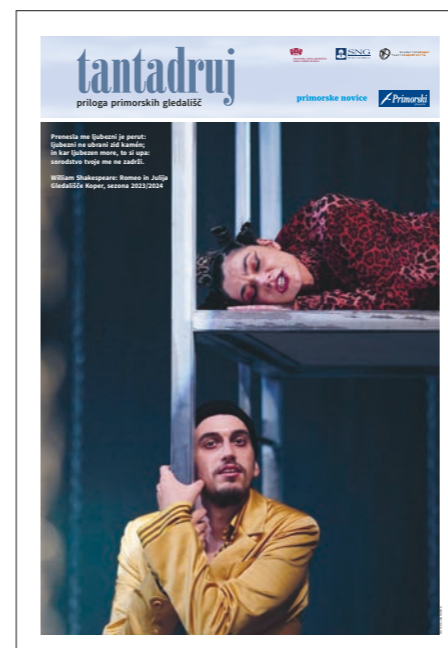 tantadruj
priloga primorskih gledališč
SNG
primorske novice
Primorski
Prenesla me ljubezni je perut:
ljubezni ne ubrani zid kamén;
in kar ljubezen more, to si upa:
sorodstvo tvoje me ne zadrži.
William Shakespeare: Romeo in Julija
Gledališče Koper, sezona 2023/2024